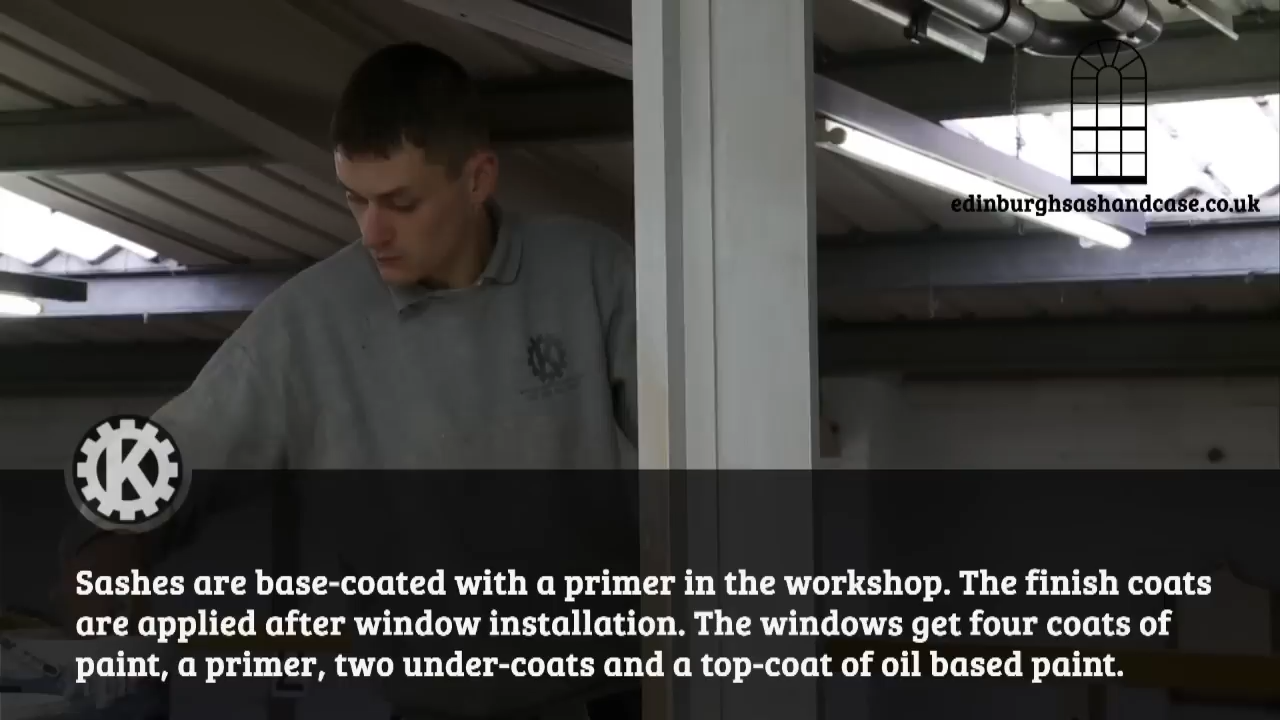 edinburghsashandcase.co.uk
K
K
Sashes are base-coated with a primer in the workshop. The finish coats
are applied after window installation. The windows get four coats of
paint, a primer, two under-coats and a top-coat of oil based paint.